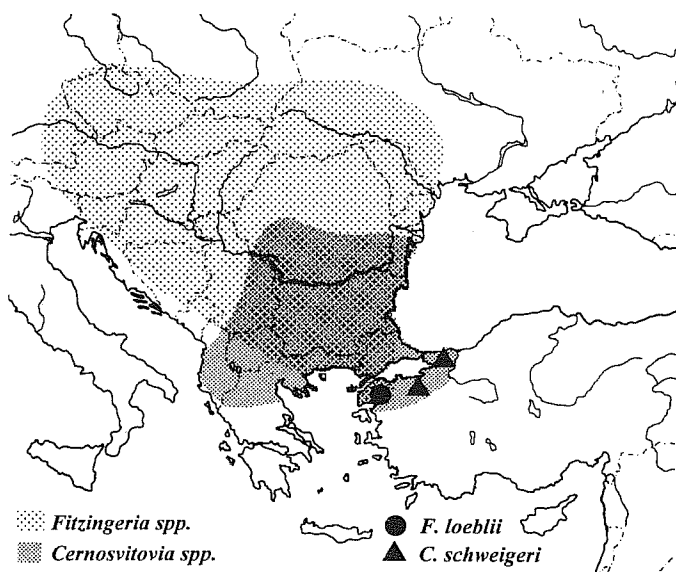 Fitzingeria spp.
Cernosvitovia spp.
F. loeblii
C. schweigeri